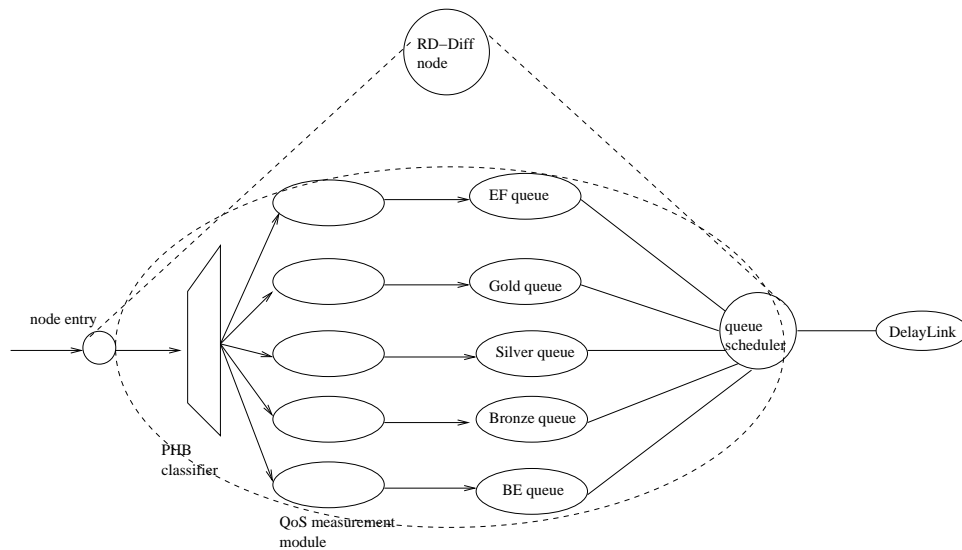 RD-Diff
node
EF queue
Gold queue
node entry
queue
scheduler
DelayLink
Silver queue
Bronze queue
PHB
classifier
BE queue
QoS measurement
module